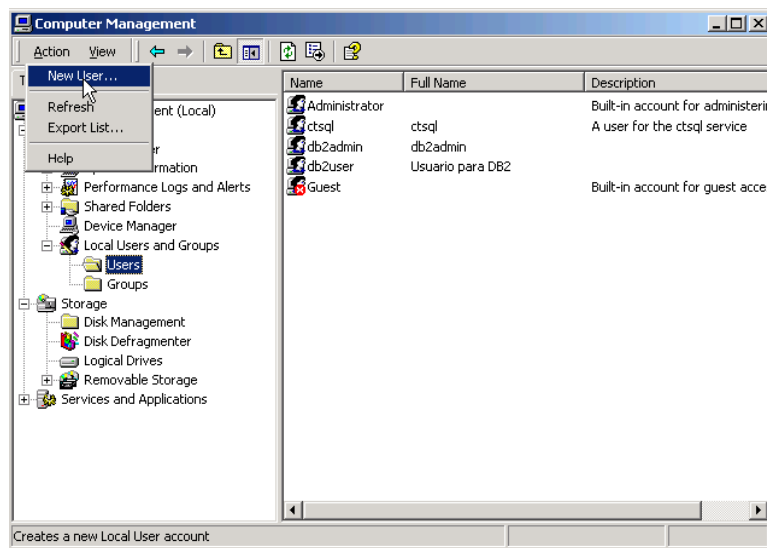 Computer Management
Action View
New User...
Refresh
Export List...
Help
T
ent (Local)
r
rmation
Performance Logs and Alerts
Shared Folders
Device Manager
Local Users and Groups
Users
Groups
Storage
Disk Management
Disk Defragmenter
Logical Drives
Removable Storage
Services and Applications
Name Full Name Description
Administrator Built-in account for administerin
ctsql ctsql A user for the ctsql service
db2admin db2admin
db2user Usuario para DB2
Guest Built-in account for guest acce
Creates a new Local User account